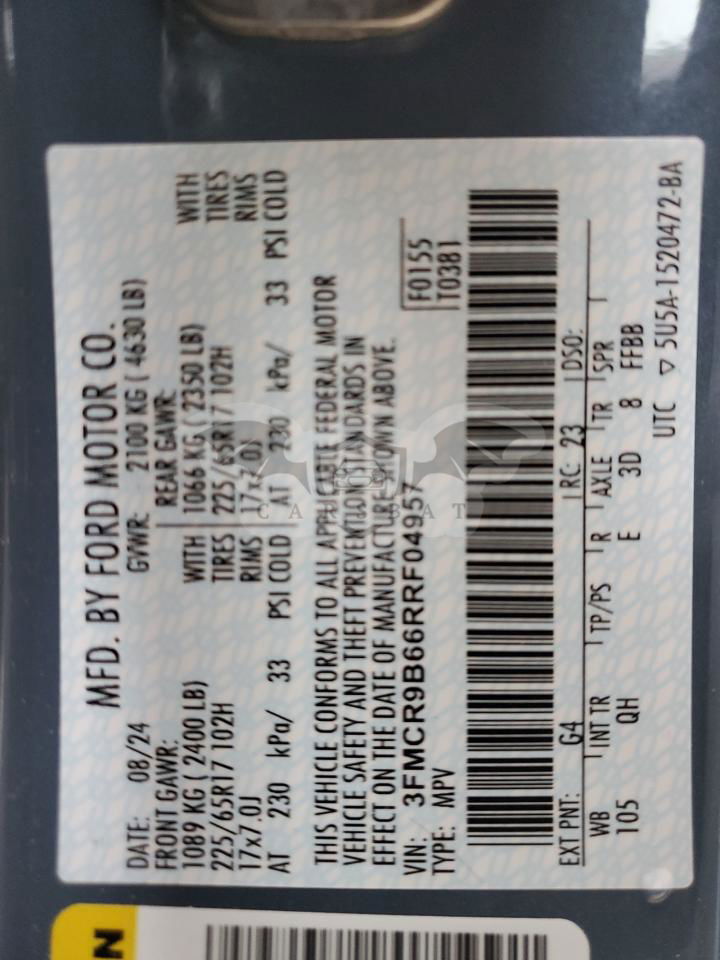 MFD. BY FORD MOTOR CO.
DATE: 08/24 GVWR: 2100 KG ( 4630 LB)
FRONT GAWR: REAR GAWR:
1089 KG ( 2400 LB) WITH 1066 KG ( 2350 LB) WITH
225/65R17 102H TIRES 225/65R17 102H TIRES
17x7.0J RIMS 17x7.0J RIMS
AT 230 kPa/ 33 PSI COLD AT 230 kPa/ 33 PSI COLD
THIS VEHICLE CONFORMS TO ALL APPLICABLE FEDERAL MOTOR
VEHICLE SAFETY AND THEFT PREVENTION STANDARDS IN
EFFECT ON THE DATE OF MANUFACTURE SHOWN ABOVE.
VIN: 3FMCR9B66RRF04957 F0155
TYPE: MPV T0381
EXT PNT: G4 RC: 23 DSO:
WB INT TR TP/PS R AXLE TR SPR
105 QH E 3D 8 FFBB
UTC ▽ 5U5A-1520472-BA
CAR BAT
N